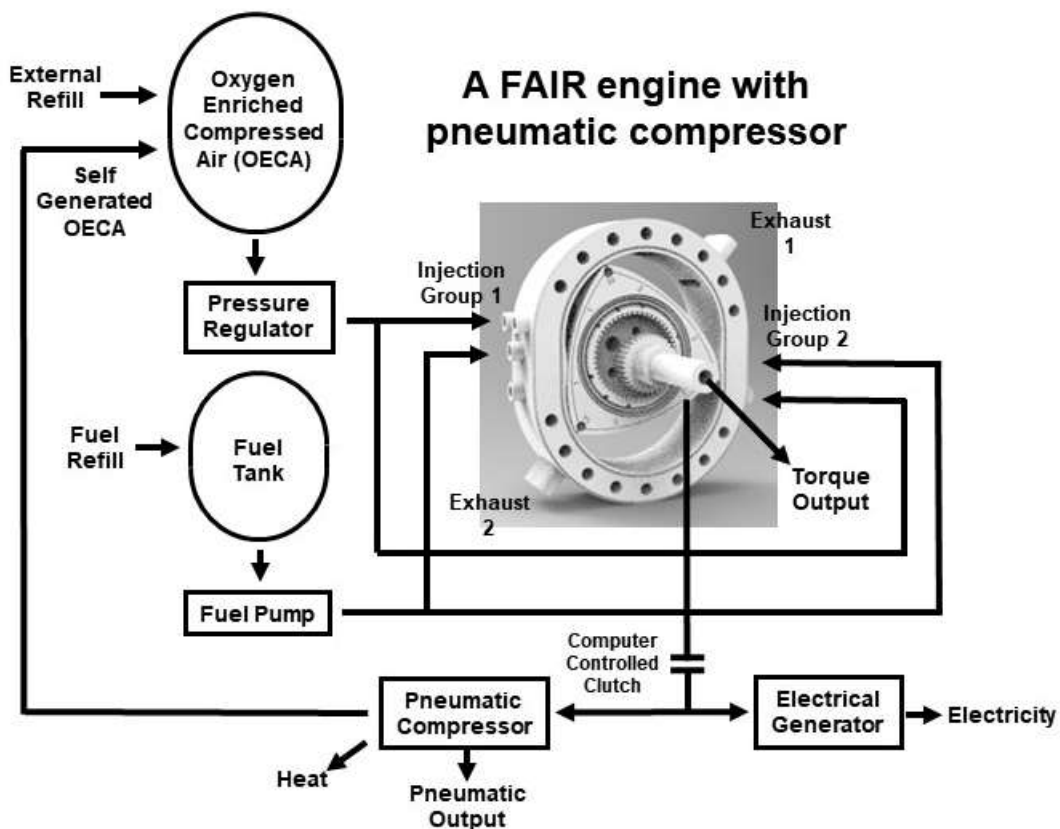 A FAIR engine with
pneumatic compressor
External
Refill
Oxygen
Enriched
Compressed
Air (OECA)
Self
Generated
OECA
Pressure
Regulator
Injection
Group 1
Exhaust
1
Injection
Group 2
Fuel
Refill
Fuel
Tank
Exhaust
2
Torque
Output
Fuel Pump
Computer
Controlled
Clutch
Pneumatic
Compressor
Electrical
Generator
Electricity
Heat
Pneumatic
Output